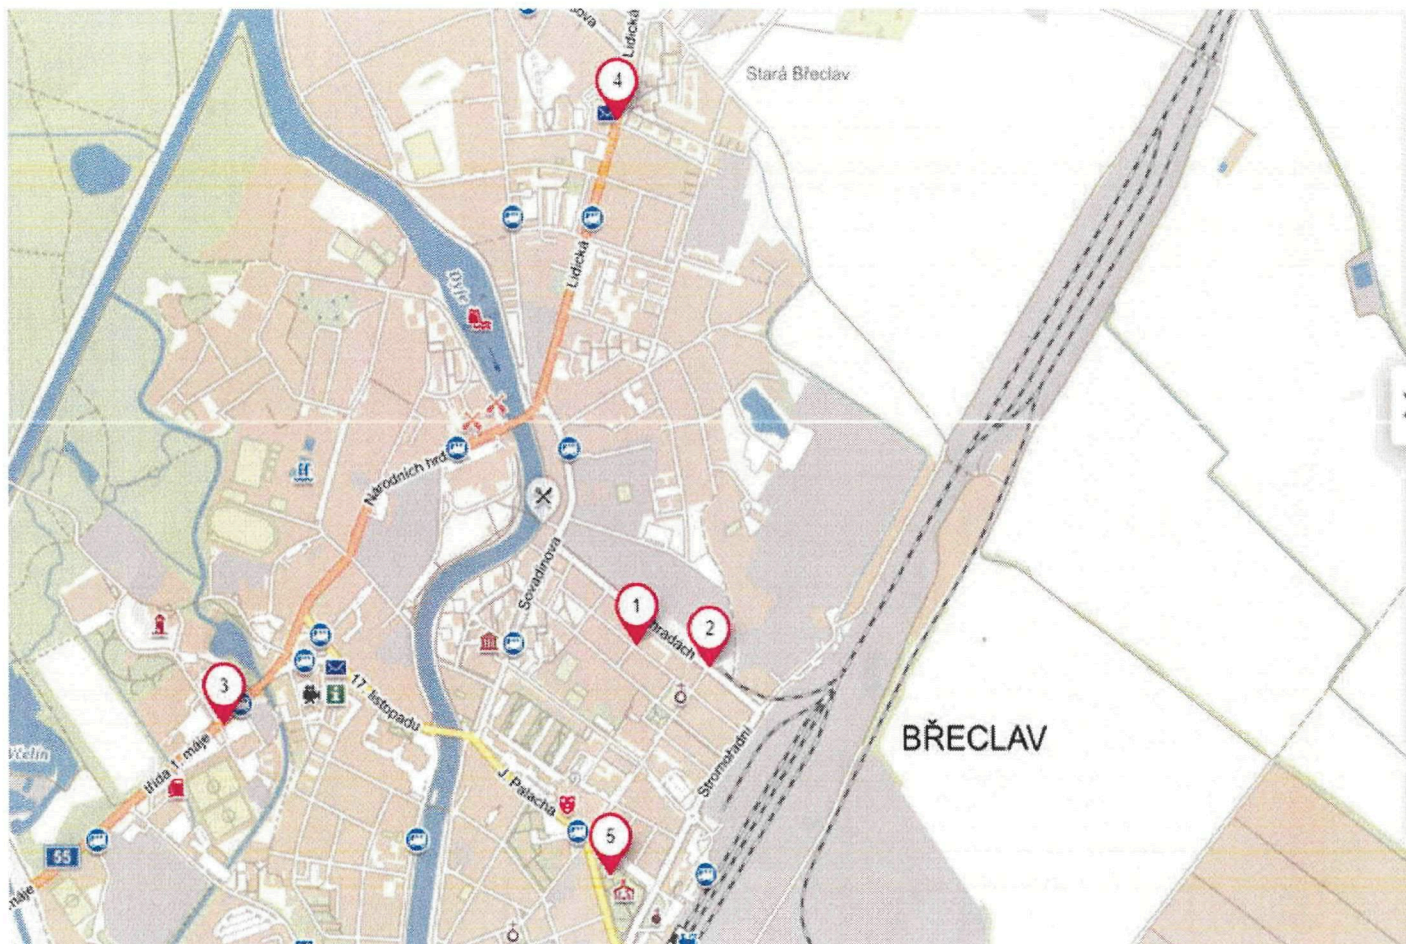 Lidická
4
Stará Břeclav
Lidická
Dyje
Národních hrd
Sovadinova
1
hradách
2
3
17. listopadu
BŘECLAV
třída 1. máje
Stromořadní
J. Palacha
5
55
máje